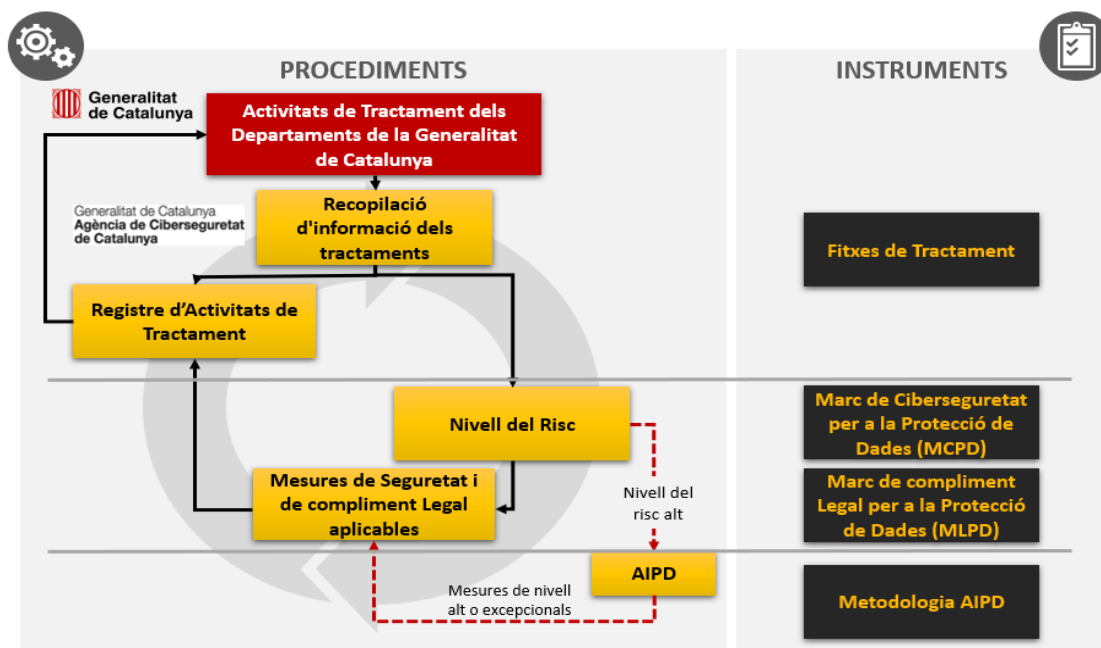 PROCEDIMENTS
INSTRUMENTS
Generalitat
de Catalunya
Activitats de Tractament dels
Departaments de la Generalitat
de Catalunya
Generalitat de Catalunya
Agència de Ciberseguretat
de Catalunya
Recopilació
d'informació dels
tractaments
Fitxes de Tractament
Registre d’Activitats de
Tractament
Nivell del Risc
Marc de Ciberseguretat
per a la Protecció de
Dades (MCPD)
Mesures de Seguretat i
de compliment Legal
aplicables
Nivell del
risc alt
Marc de compliment
Legal per a la Protecció
de Dades (MLPD)
AIPD
Mesures de nivell
alt o excepcionals
Metodologia AIPD